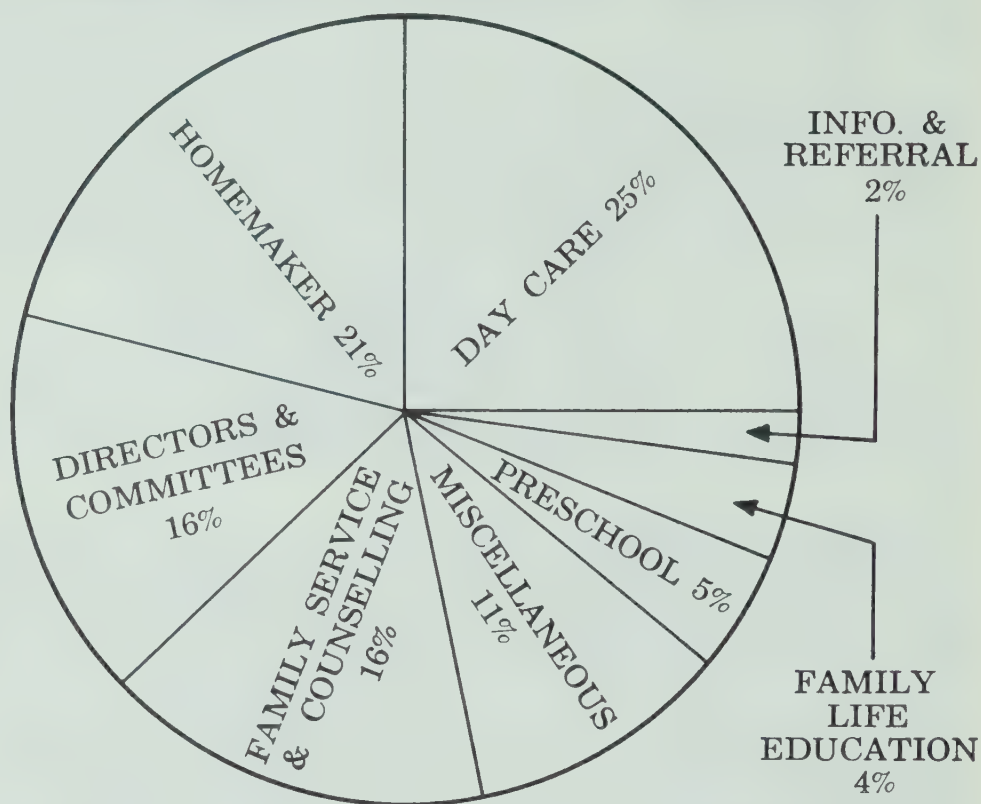 DAY CARE 25%
INFO. &
REFERRAL
2%
FAMILY
LIFE
EDUCATION
4%
PRESCHOOL 5%
MISCELLANEOUS
11%
FAMILY SERVICE
& COUNSELLING
16%
DIRECTORS &
COMMITTEES
16%
HOMEMAKER 21%